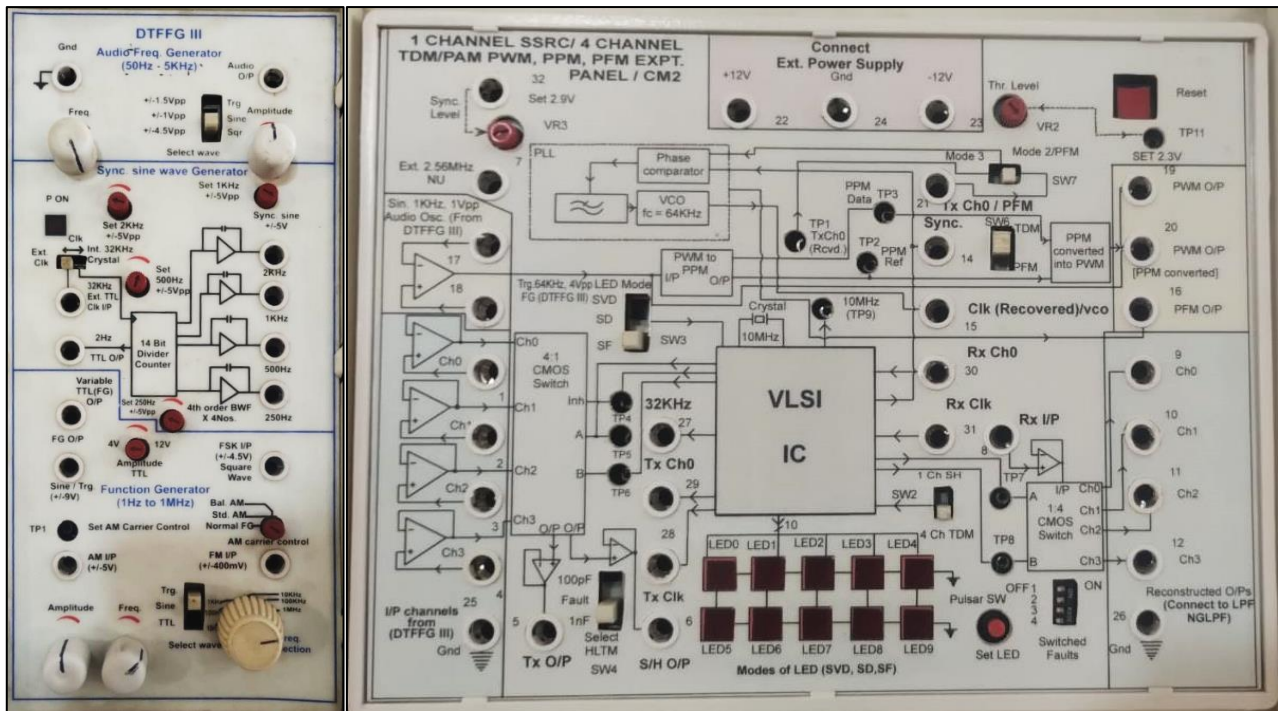 DTFFG III
Gnd
Audio Freq. Generator
(50Hz - 5KHz)
Audio
O/P
+/-1.5Vpp
+/-1Vpp
+/-4.5Vpp
Trg
Sine
Sqr
Freq.
Amplitude
Select wave
Sync. sine wave Generator
P ON
Set 2KHz
+/-5Vpp
Set 1KHz
+/-5Vpp
Sync. sine
+/-5V
Clk
Ext.
Clk
Int. 32KHz
Crystal
32KHz
Ext. TTL
Clk I/P
Set
500Hz
+/-5Vpp
2KHz
1KHz
2Hz
TTL O/P
14 Bit
Divider
Counter
500Hz
Variable
TTL(FG)
O/P
Set 250Hz
+/-5Vpp
4th order BWF
X 4Nos.
250Hz
FG O/P
4V
12V
Amplitude
TTL
FSK I/P
(+/-4.5V)
Square
Wave
Sine / Trg.
(+/-9V)
Function Generator
(1Hz to 1MHz)
Bal. AM
Std. AM
Normal FG
TP1
Set AM Carrier Control
AM carrier control
AM I/P
(+/-5V)
FM I/P
(+/-400mV)
Trg.
Sine
TTL
10KHz
100KHz
1MHz
Amplitude
Freq.
Select wave
1 CHANNEL SSRC/ 4 CHANNEL
TDM/PAM PWM, PPM, PFM EXPT.
PANEL / CM2
Connect
Ext. Power Supply
+12V
Gnd
-12V
22
24
23
Thr. Level
VR2
Reset
TP11
SET 2.3V
32
Set 2.9V
Sync.
Level
VR3
7
Ext. 2.56MHz
NU
PLL
Phase
comparator
VCO
fc = 64KHz
Mode 3
Mode 2/PFM
SW7
21
Tx Ch0 / PFM
19
PWM O/P
Sin. 1KHz, 1Vpp
Audio Osc. (From
DTFFG III)
TP1
TxCh0
(Rcvd.)
PPM
Data
TP3
TP2
PPM
Ref
Sync.
14
SW6
TDM
PFM
PPM
converted
into PWM
20
PWM O/P
[PPM converted]
17
18
PWM to
PPM
I/P
O/P
Trg.64KHz, 4Vpp
FG (DTFFG III)
LED Mode
SVD
SD
SF
SW3
Crystal
10MHz
10MHz
(TP9)
Clk (Recovered)/vco
15
16
PFM O/P
Ch0
4:1
CMOS
Switch
Ch0
1
Ch1
Inh
A
B
TP4
TP5
TP6
32KHz
27
Tx Ch0
29
VLSI
IC
Rx Ch0
30
Rx Clk
31
Rx I/P
8
9
Ch0
10
Ch1
2
Ch2
Ch2
3
Ch3
Ch3
4
O/P O/P
28
Tx Clk
10
1 Ch SH
SW2
4 Ch TDM
TP7
A
TP8
B
I/P
Ch0
Ch1
1:4
CMOS
Switch
Ch2
Ch3
11
Ch2
12
Ch3
LED0
LED1
LED2
LED3
LED4
100pF
Fault
1nF
Select
HLTM
SW4
25
I/P channels
from
(DTFFG III)
Gnd
5
Tx O/P
6
S/H O/P
LED5
LED6
LED7
LED8
LED9
Modes of LED (SVD, SD,SF)
Pulsar SW
Set LED
OFF
ON
1
2
3
4
Switched
Faults
Reconstructed O/Ps
(Connect to LPF
NGLPF)
26
Gnd